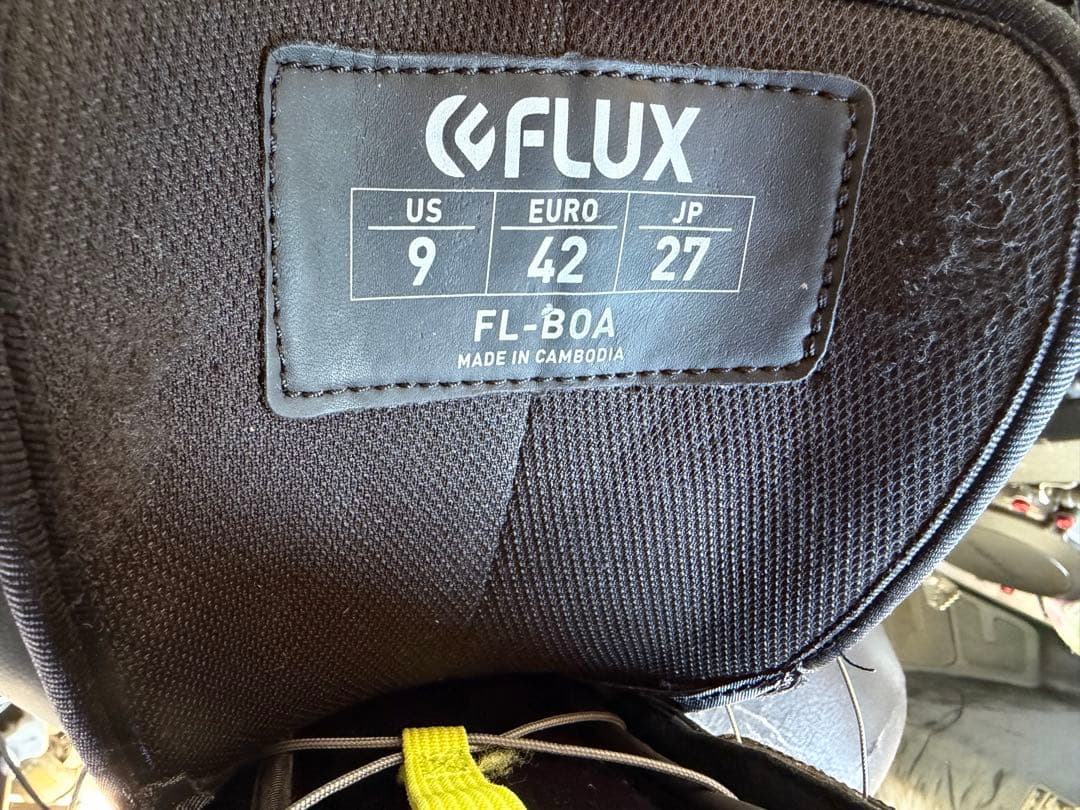 FLUX
US EURO JP
9 42 27
FL-BOA
MADE IN CAMBODIA